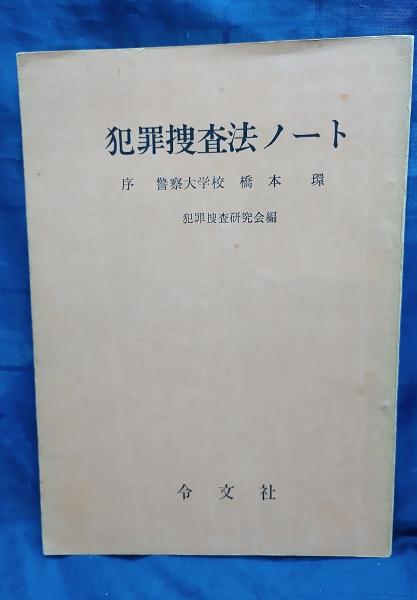 犯罪捜査法ノート
序 警察大学校 橋本 環
犯罪捜査研究会編
令文社